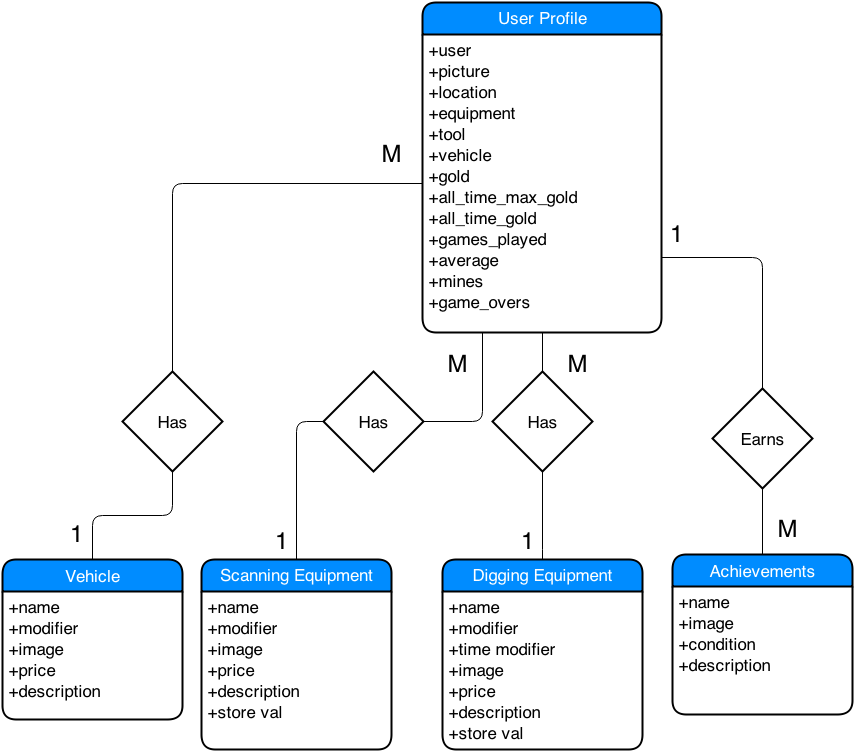 User Profile
+user
+picture
+location
+equipment
+tool
+vehicle
+gold
+all_time_max_gold
+all_time_gold
+games_played
+average
+mines
+game_overs
M
1
M
M
Has
Has
Has
Earns
1
1
1
M
Vehicle
+name
+modifier
+image
+price
+description
Scanning Equipment
+name
+modifier
+image
+price
+description
+store val
Digging Equipment
+name
+modifier
+time modifier
+image
+price
+description
+store val
Achievements
+name
+image
+condition
+description